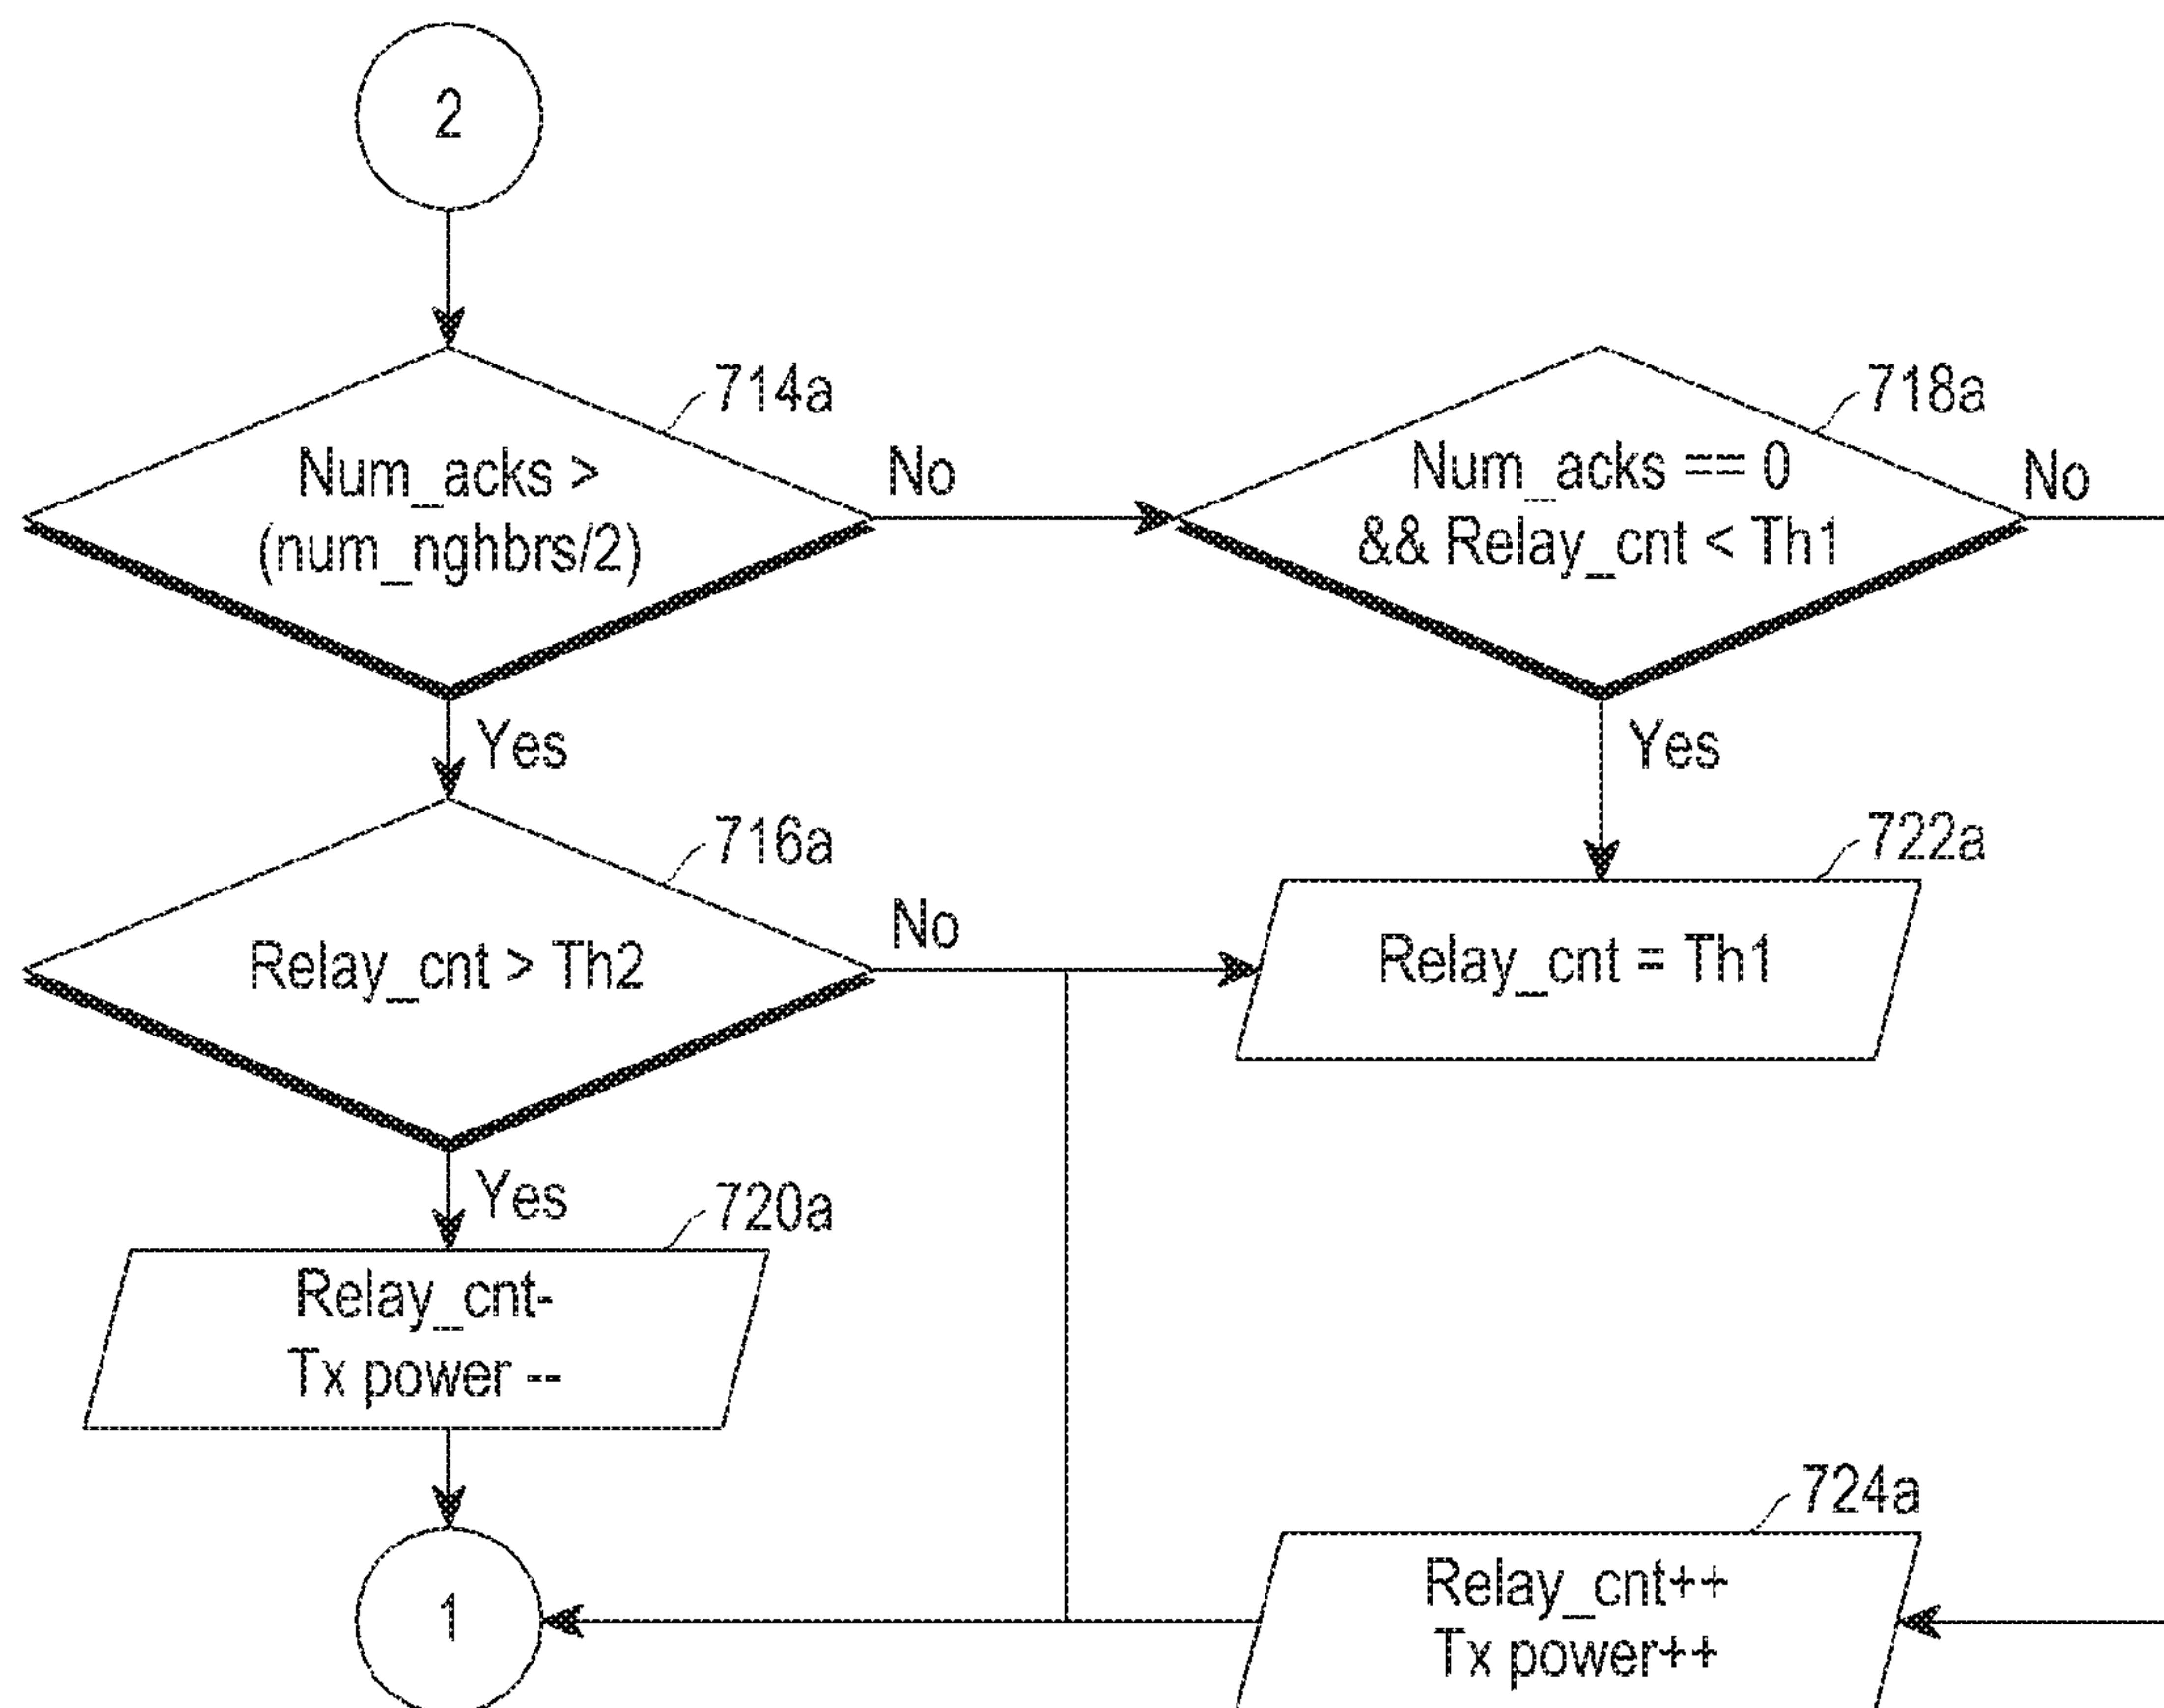 2
714a
Num_acks >
(num_nghbrs/2)
No
718a
Num_acks == 0
&& Relay_cnt < Th1
No
Yes
Yes
716a
Relay_cnt > Th2
No
722a
Relay_cnt = Th1
Yes
720a
Relay_cnt-
Tx power --
724a
Relay_cnt++
Tx power++
1